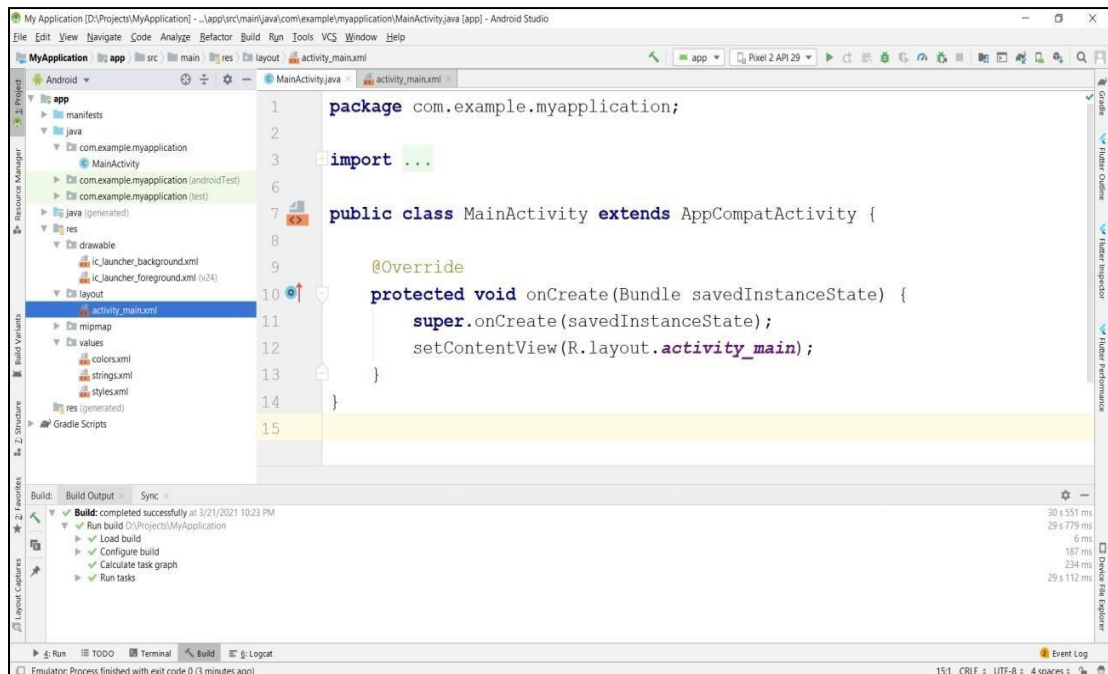 My Application [D:\Projects\MyApplication] - ...\app\src\main\java\com\example\myapplication\MainActivity.java [app] - Android Studio
File Edit View Navigate Code Analyze Refactor Build Run Tools VCS Window Help
MyApplication app src main res layout activity_main.xml
app Pixel 2 API 29
Android
MainActivity.java activity_main.xml
1: Project
Resource Manager
Build Variants
Z: Structure
2: Favorites
Layout Captures
app
manifests
java
com.example.myapplication
MainActivity
com.example.myapplication (androidTest)
com.example.myapplication (test)
java (generated)
res
drawable
ic_launcher_background.xml
ic_launcher_foreground.xml (v24)
layout
activity_main.xml
mipmap
values
colors.xml
strings.xml
styles.xml
res (generated)
Gradle Scripts
1 package com.example.myapplication;
2
3 import ...
6
7 public class MainActivity extends AppCompatActivity {
8
9 @Override
10 protected void onCreate(Bundle savedInstanceState) {
11 super.onCreate(savedInstanceState);
12 setContentView(R.layout.activity_main);
13 }
14 }
15
Gradle
Flutter Outline
Flutter Inspector
Flutter Performance
Device File Explorer
Build: Build Output Sync
Build: completed successfully at 3/21/2021 10:23 PM 30 s 551 ms
Run build D:\Projects\MyApplication 29 s 779 ms
Load build 6 ms
Configure build 187 ms
Calculate task graph 234 ms
Run tasks 29 s 112 ms
4: Run TODO Terminal Build 6: Logcat 2 Event Log
Emulator: Process finished with exit code 0 (3 minutes ago) 15:1 CRLF UTF-8 4 spaces